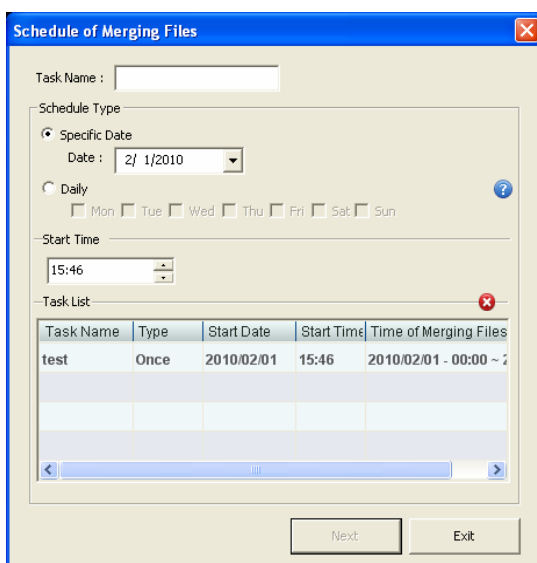 Schedule of Merging Files
Task Name :
Schedule Type
Specific Date
Date : 2/ 1/2010
Daily
Mon Tue Wed Thu Fri Sat Sun
Start Time
15:46
Task List
Task Name Type Start Date Start Time Time of Merging Files
test Once 2010/02/01 15:46 2010/02/01 - 00:00 ~
Next Exit